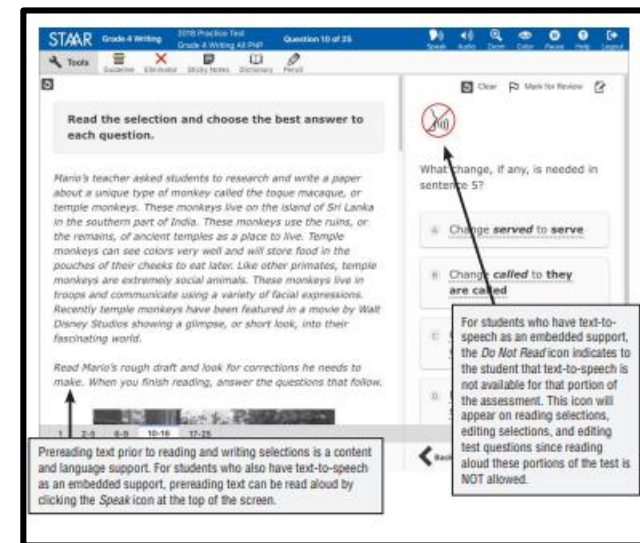 STAAR Grade 4 Writing 2018 Practice Test Question 10 of 25
Grade 4 Writing All PNP
Speak Audio Zoom Color Pause Help Logout
Tools Guideline Eliminator Sticky Notes Dictionary Pencil
Clear Mark for Review
Read the selection and choose the best answer to
each question.
Mario's teacher asked students to research and write a paper
about a unique type of monkey called the toque macaque, or
temple monkeys. These monkeys live on the island of Sri Lanka
in the southern part of India. These monkeys use the ruins, or
the remains, of ancient temples as a place to live. Temple
monkeys can see colors very well and will store food in the
pouches of their cheeks to eat later. Like other primates, temple
monkeys are extremely social animals. These monkeys live in
troops and communicate using a variety of facial expressions.
Recently temple monkeys have been featured in a movie by Walt
Disney Studios showing a glimpse, or short look, into their
fascinating world.
Read Mario's rough draft and look for corrections he needs to
make. When you finish reading, answer the questions that follow.
1 2-5 6-9 10-16 17-25
Prereading text prior to reading and writing selections is a content
and language support. For students who also have text-to-speech
as an embedded support, prereading text can be read aloud by
clicking the Speak icon at the top of the screen.
What change, if any, is needed in
sentence 5?
A Change served to serve
B Change called to they
are called
C
D
Back
For students who have text-to-
speech as an embedded support,
the Do Not Read icon indicates to
the student that text-to-speech is
not available for that portion of
the assessment. This icon will
appear on reading selections,
editing selections, and editing
test questions since reading
aloud these portions of the test is
NOT allowed.